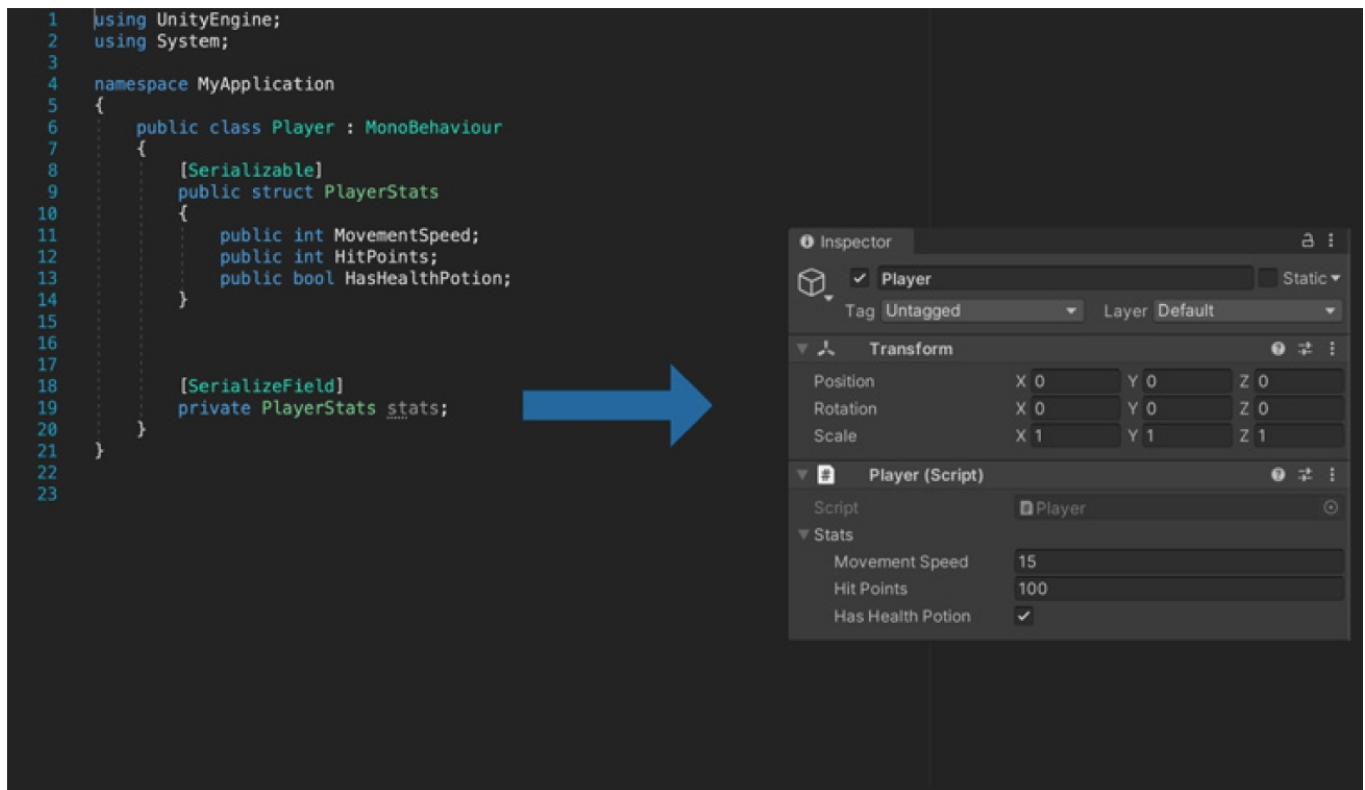 1 using UnityEngine;
2 using System;
3
4 namespace MyApplication
5 {
6 public class Player : MonoBehaviour
7 {
8 [Serializable]
9 public struct PlayerStats
10 {
11 public int MovementSpeed;
12 public int HitPoints;
13 public bool HasHealthPotion;
14 }
15
16
17
18 [SerializeField]
19 private PlayerStats stats;
20 }
21 }
22
23
Inspector
Player Static
Tag Untagged Layer Default
Transform
Position X 0 Y 0 Z 0
Rotation X 0 Y 0 Z 0
Scale X 1 Y 1 Z 1
# Player (Script)
Script Player
Stats
Movement Speed 15
Hit Points 100
Has Health Potion